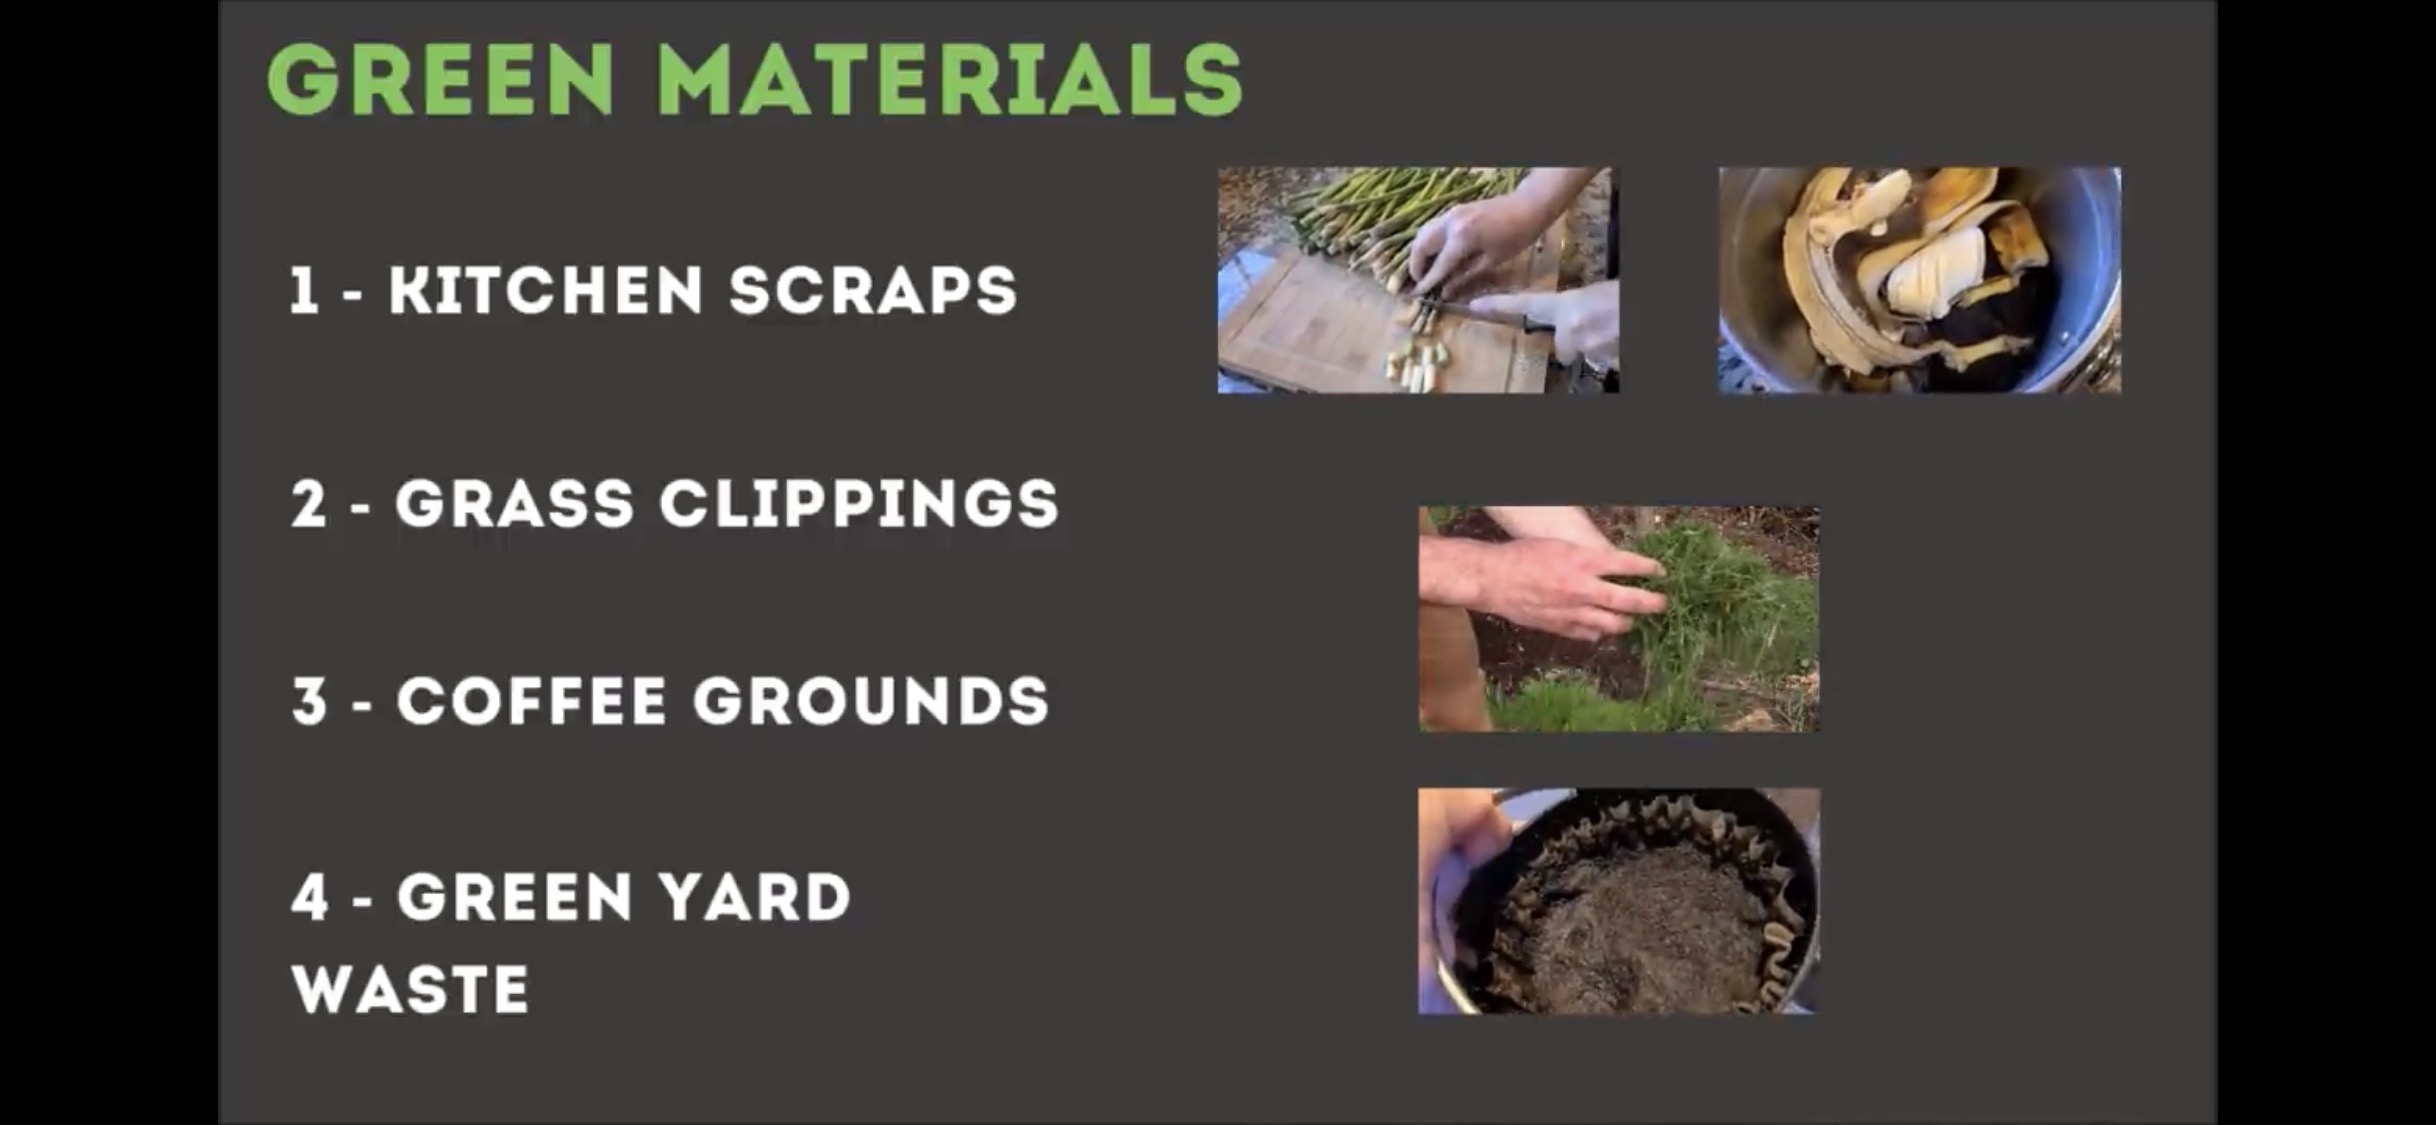 GREEN MATERIALS
1 - KITCHEN SCRAPS
2 - GRASS CLIPPINGS
3 - COFFEE GROUNDS
4 - GREEN YARD
WASTE